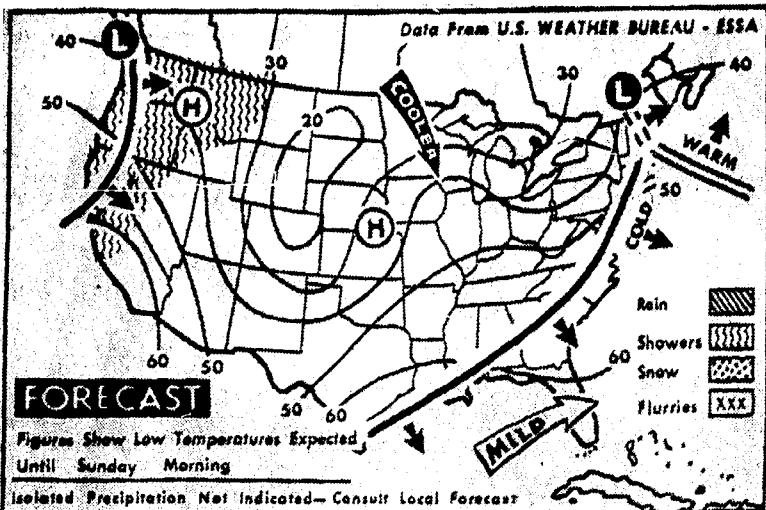 Data From U.S. WEATHER BUREAU - ESSA
40
L
30
H
50
20
COOLER
30
L
40
WARM
50
COLD
H
Rain
Showers
Snow
Flurries
XXX
60
50
50
60
60
MILD
FORECAST
Figures Show Low Temperatures Expected
Until Sunday Morning
Isolated Precipitation Not Indicated— Consult Local Forecast